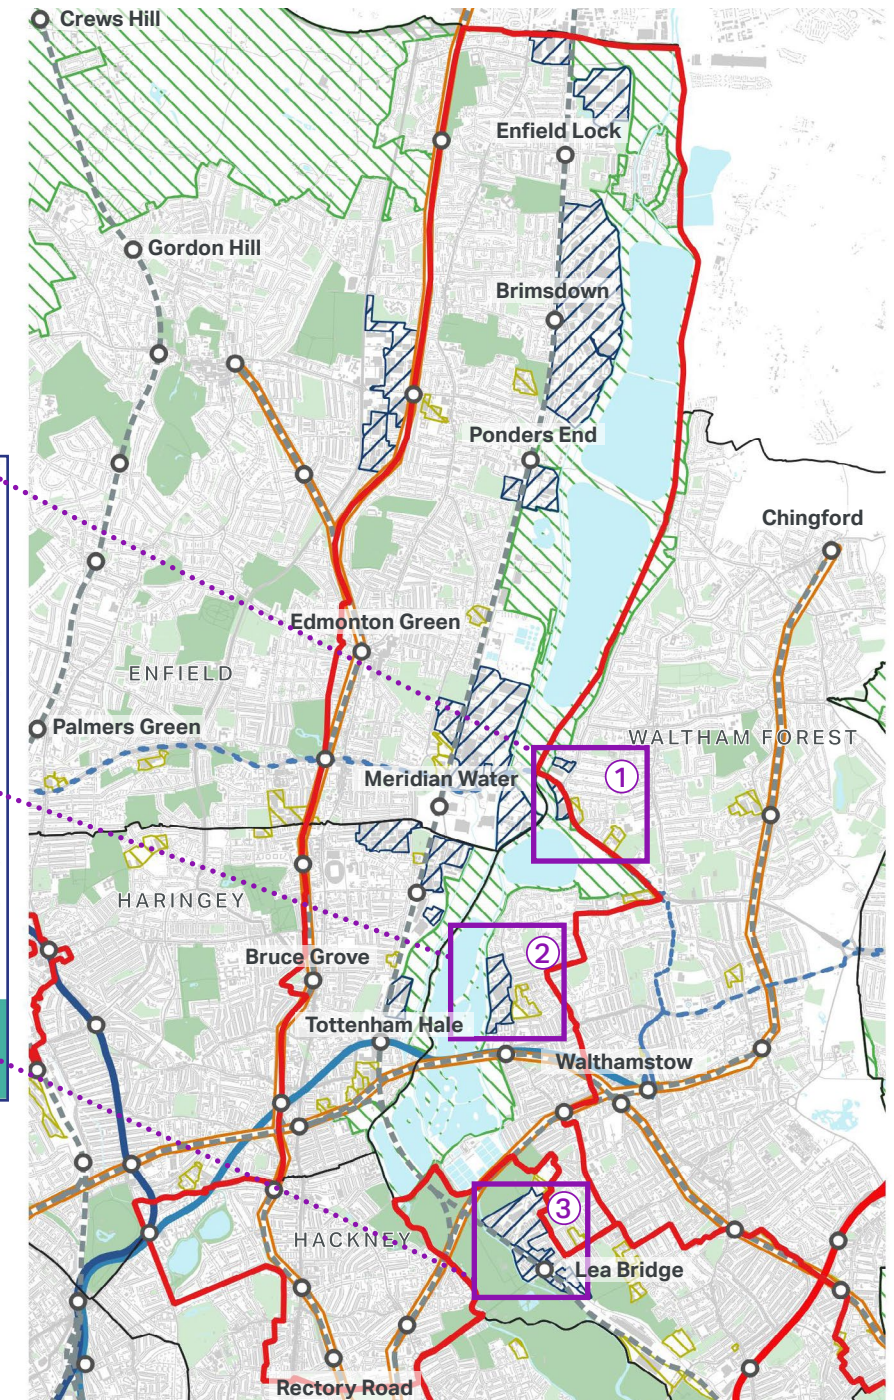 Crews Hill
Enfield Lock
Gordon Hill
Brimsdown
Ponders End
Chingford
Edmonton Green
ENFIELD
Palmers Green
WALTHAM FOREST
Meridian Water
1
HARINGEY
Bruce Grove
2
Tottenham Hale
Walthamstow
3
HACKNEY
Lea Bridge
Rectory Road